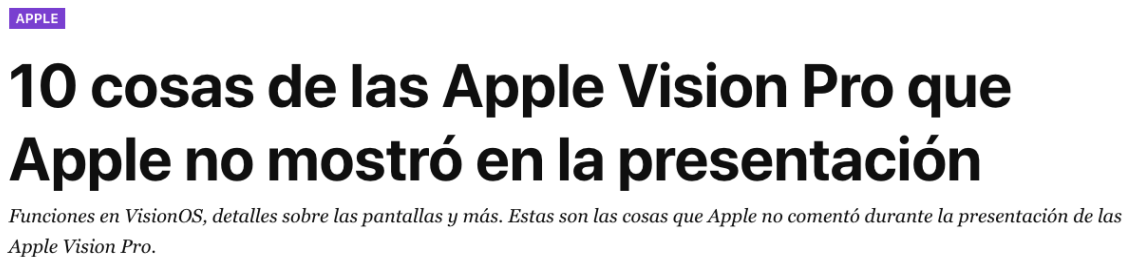 APPLE
10 cosas de las Apple Vision Pro que
Apple no mostró en la presentación
Funciones en VisionOS, detalles sobre las pantallas y más. Estas son las cosas que Apple no comentó durante la presentación de las
Apple Vision Pro.